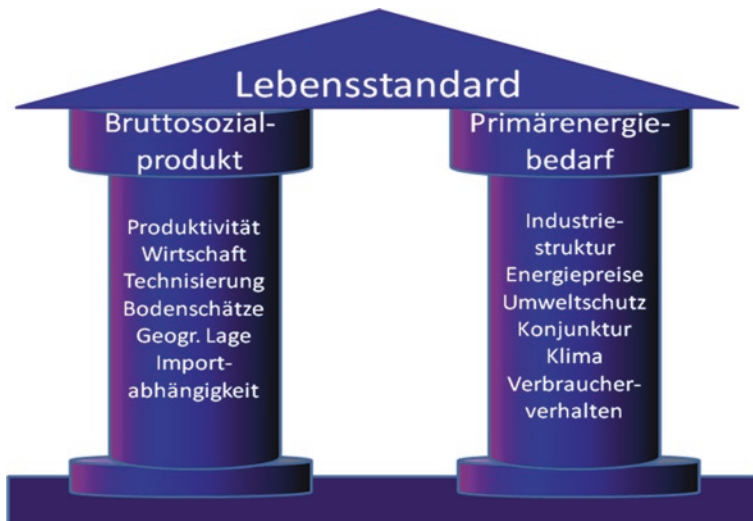 Lebensstandard
Bruttosozial-
produkt
Produktivität
Wirtschaft
Technisierung
Bodenschätze
Geogr. Lage
Import-
abhängigkeit
Primärenergie-
bedarf
Industrie-
struktur
Energiepreise
Umweltschutz
Konjunktur
Klima
Verbraucher-
verhalten